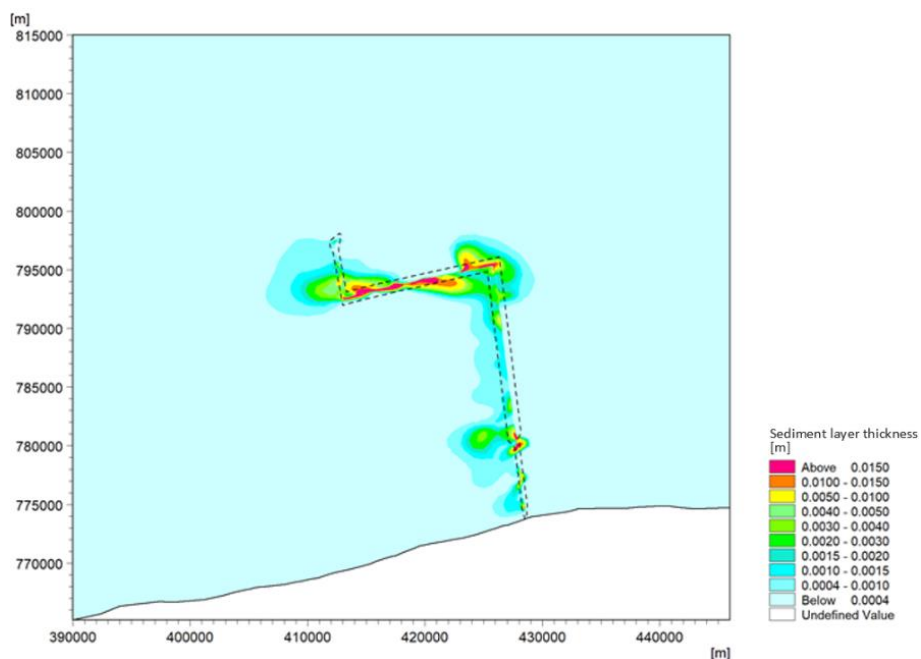 [m]
815000
810000
805000
800000
795000
790000
785000
780000
775000
770000
390000 400000 410000 420000 430000 440000
[m]
Sediment layer thickness
[m]
Above 0.0150
0.0100 - 0.0150
0.0050 - 0.0100
0.0040 - 0.0050
0.0030 - 0.0040
0.0020 - 0.0030
0.0015 - 0.0020
0.0010 - 0.0015
0.0004 - 0.0010
Below 0.0004
Undefined Value